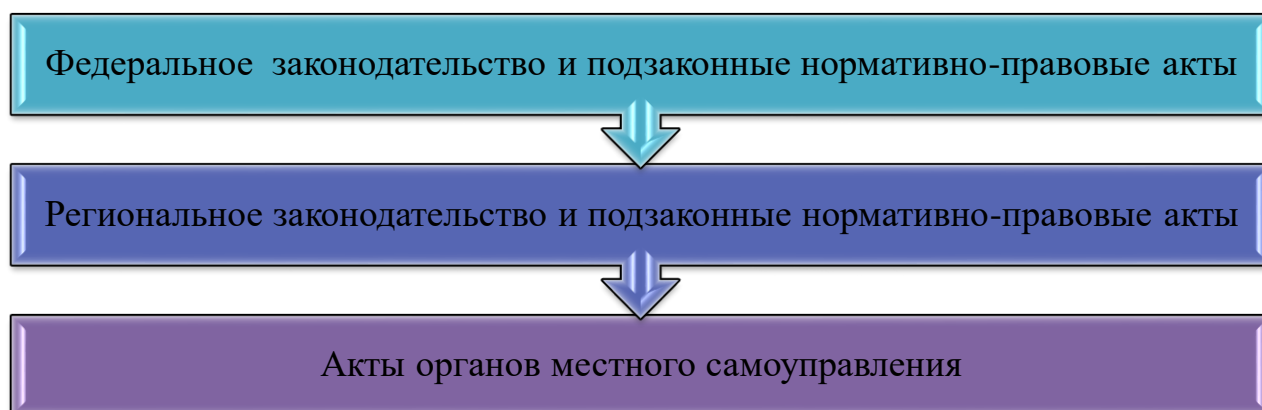 Федеральное  законодательство и подзаконные нормативно-правовые акты
Региональное законодательство и подзаконные нормативно-правовые акты
Акты органов местного самоуправления